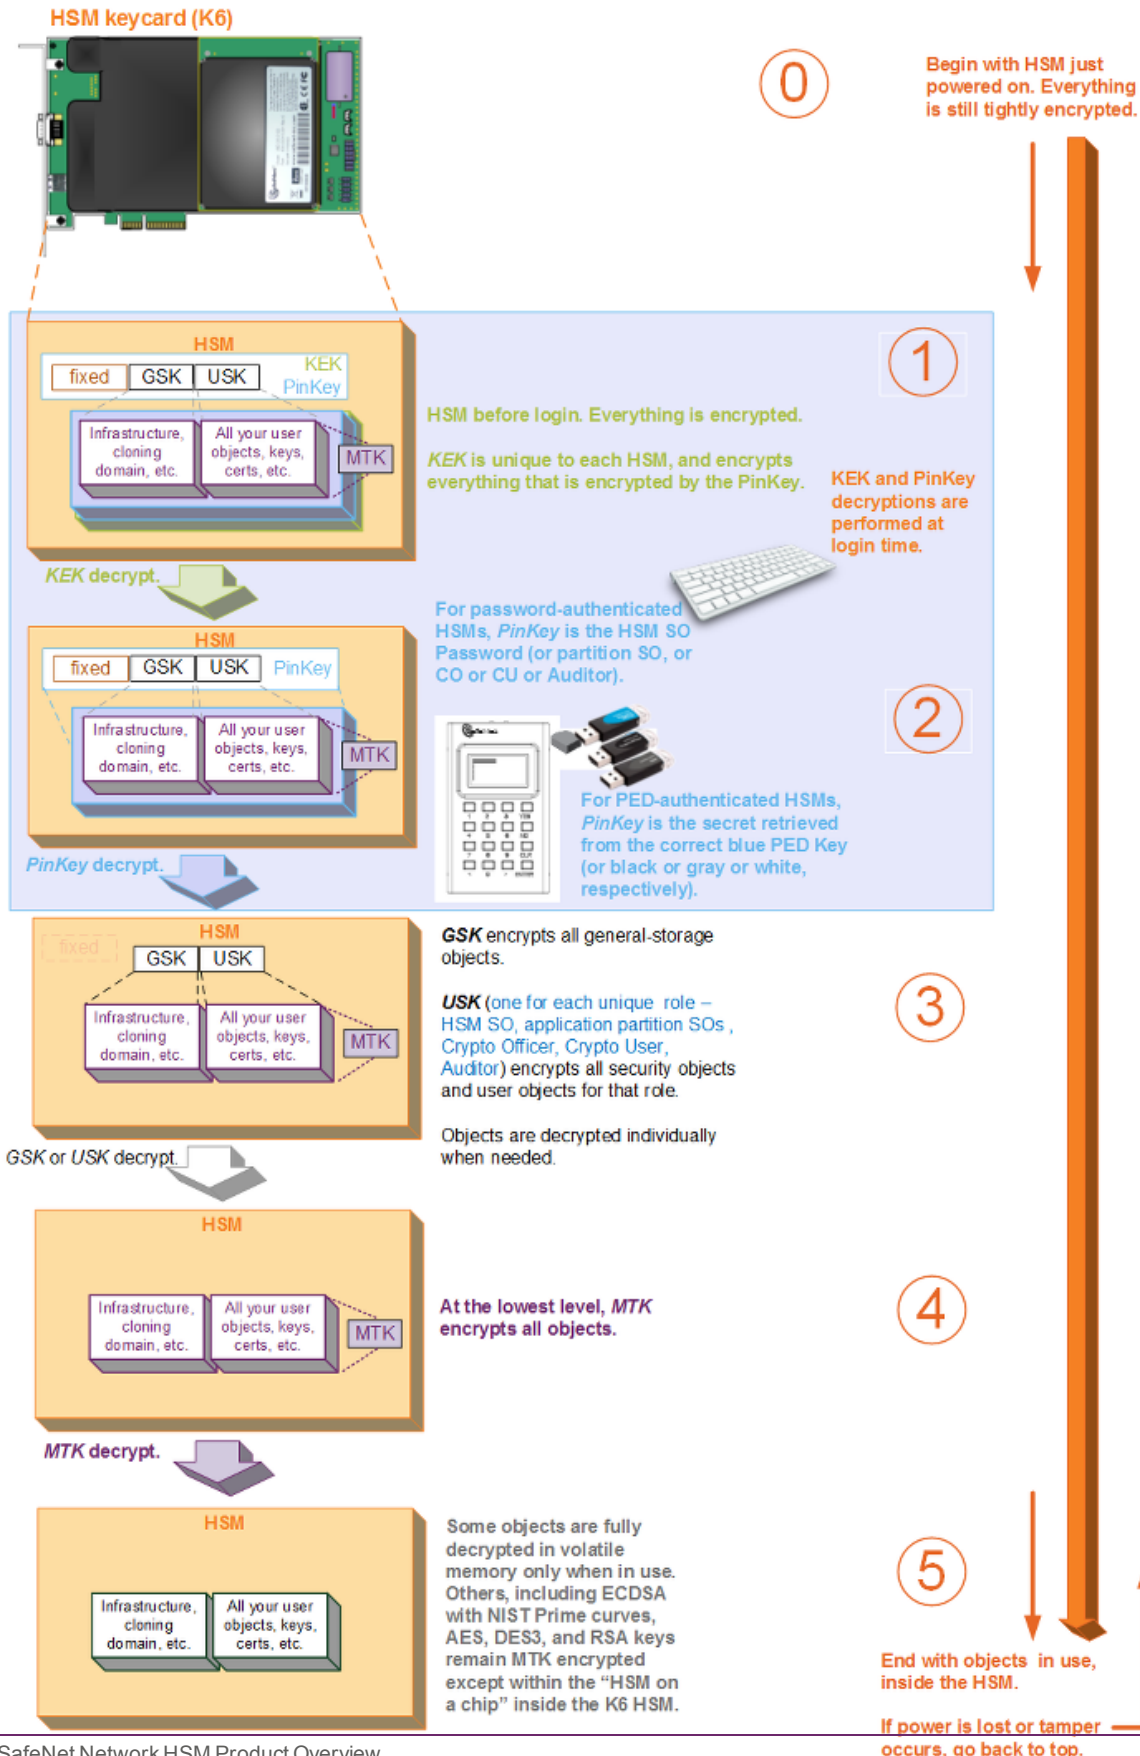 HSM keycard (K6)
0
Begin with HSM just
powered on. Everything
is still tightly encrypted.
HSM
fixed GSK USK
KEK
PinKey
Infrastructure,
cloning
domain, etc.
All your user
objects, keys,
certs, etc.
MTK
1
HSM before login. Everything is encrypted.
KEK is unique to each HSM, and encrypts
everything that is encrypted by the PinKey.
KEK and PinKey
decryptions are
performed at
login time.
KEK decrypt.
HSM
fixed GSK USK PinKey
Infrastructure,
cloning
domain, etc.
All your user
objects, keys,
certs, etc.
MTK
For password-authenticated
HSMs, PinKey is the HSM SO
Password (or partition SO, or
CO or CU or Auditor).
2
For PED-authenticated HSMs,
PinKey is the secret retrieved
from the correct blue PED Key
(or black or gray or white,
respectively).
PinKey decrypt.
HSM
fixed
GSK USK
Infrastructure,
cloning
domain, etc.
All your user
objects, keys,
certs, etc.
MTK
GSK encrypts all general-storage
objects.
USK (one for each unique role –
HSM SO, application partition SOs ,
Crypto Officer, Crypto User,
Auditor) encrypts all security objects
and user objects for that role.
Objects are decrypted individually
when needed.
3
GSK or USK decrypt.
HSM
Infrastructure,
cloning
domain, etc.
All your user
objects, keys,
certs, etc.
MTK
At the lowest level, MTK
encrypts all objects.
4
MTK decrypt.
HSM
Infrastructure,
cloning
domain, etc.
All your user
objects, keys,
certs, etc.
Some objects are fully
decrypted in volatile
memory only when in use.
Others, including ECDSA
with NIST Prime curves,
AES, DES3, and RSA keys
remain MTK encrypted
except within the “HSM on
a chip” inside the K6 HSM.
5
End with objects in use,
inside the HSM.
If power is lost or tamper
occurs, go back to top.
SafeNet Network HSM Product Overview